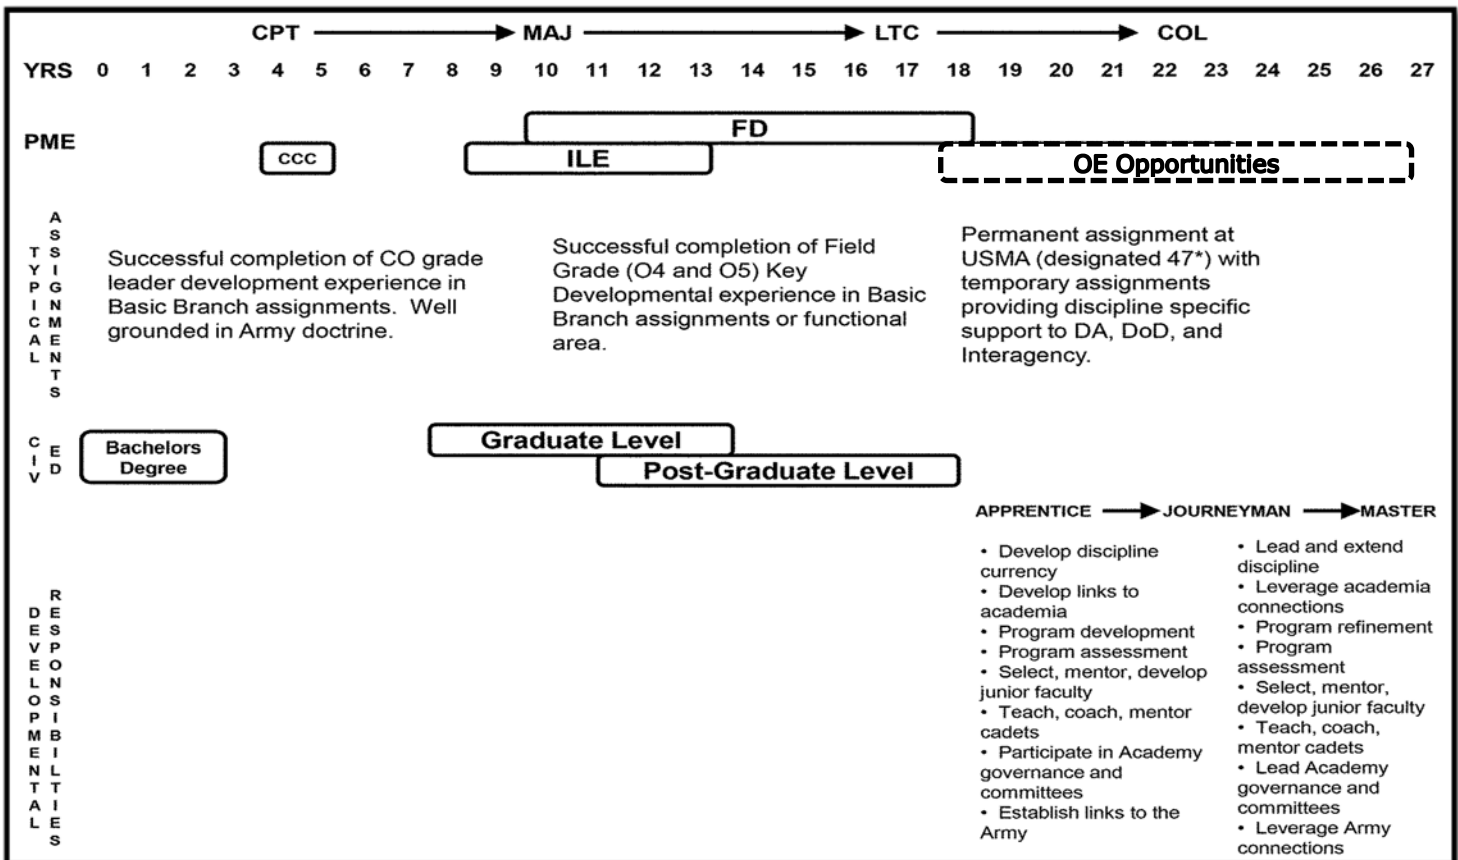 CPT MAJ LTC COL
YRS 0 1 2 3 4 5 6 7 8 9 10 11 12 13 14 15 16 17 18 19 20 21 22 23 24 25 26 27
PME
FD
CCC
ILE
OE Opportunities
TYPICAL
ASSIGNMENTS
Successful completion of CO grade
leader development experience in
Basic Branch assignments. Well
grounded in Army doctrine.
Successful completion of Field
Grade (O4 and O5) Key
Developmental experience in Basic
Branch assignments or functional
area.
Permanent assignment at
USMA (designated 47*) with
temporary assignments
providing discipline specific
support to DA, DoD, and
Interagency.
CIV
ED
Bachelors
Degree
Graduate Level
Post-Graduate Level
DEVELOPMENTAL
RESPONSIBILTIES
APPRENTICE JOURNEYMAN MASTER
• Develop discipline
currency
• Develop links to
academia
• Program development
• Program assessment
• Select, mentor, develop
junior faculty
• Teach, coach, mentor
cadets
• Participate in Academy
governance and
committees
• Establish links to the
Army
• Lead and extend
discipline
• Leverage academia
connections
• Program refinement
• Program
assessment
• Select, mentor,
develop junior faculty
• Teach, coach,
mentor cadets
• Lead Academy
governance and
committees
• Leverage Army
connections